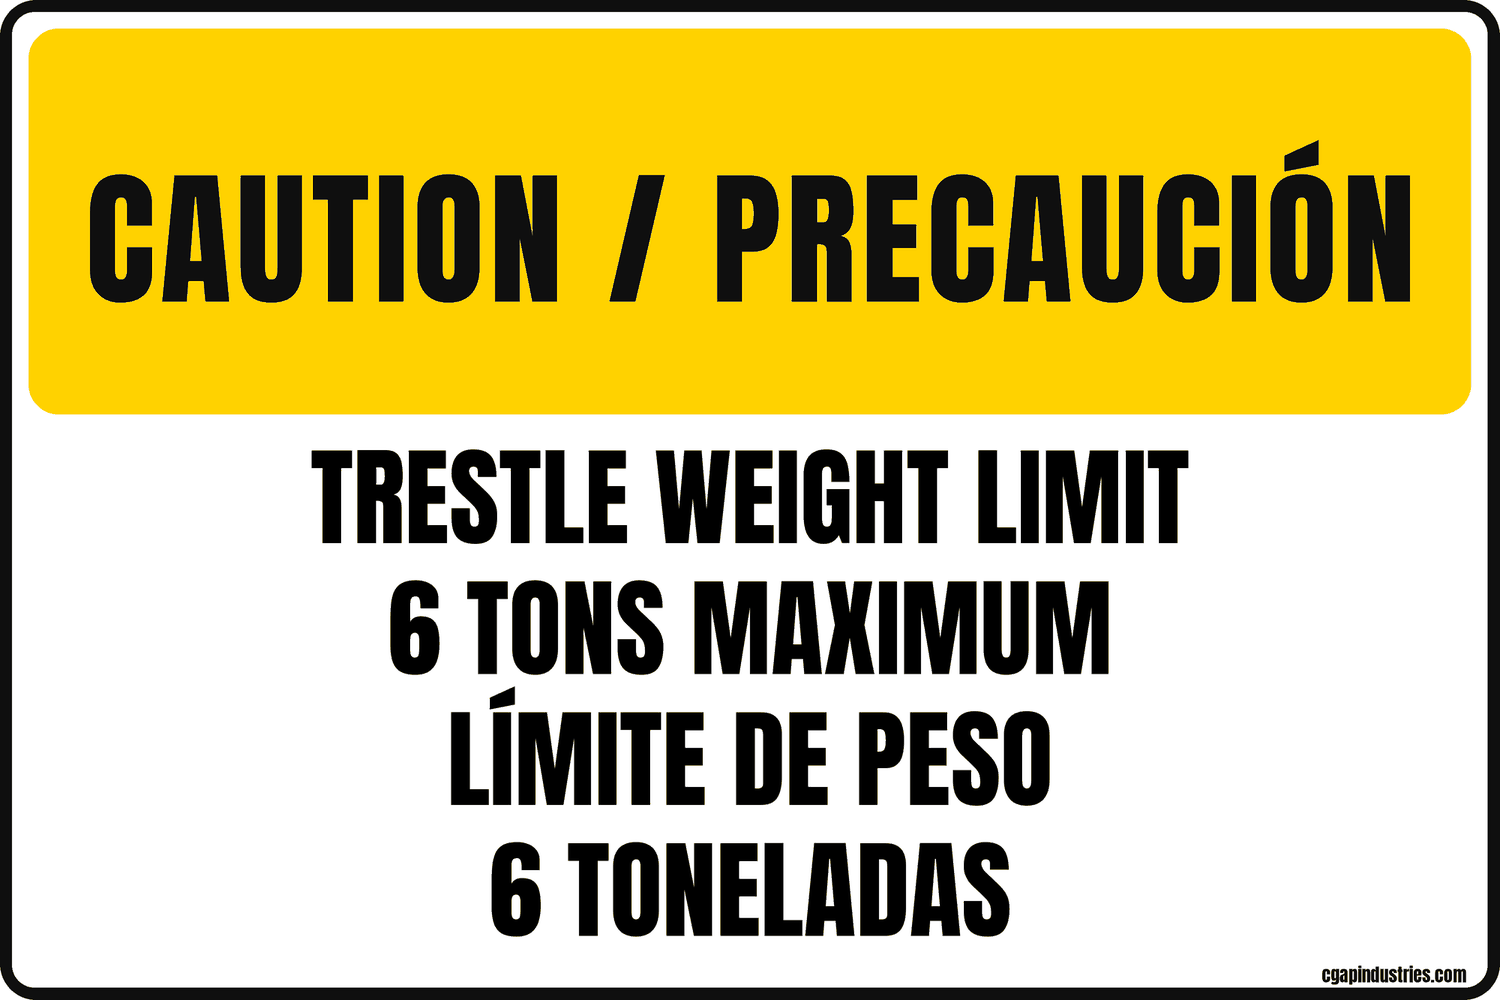 CAUTION / PRECAUCIÓN
TRESTLE WEIGHT LIMIT
6 TONS MAXIMUM
LÍMITE DE PESO
6 TONELADAS
cgapindustries.com